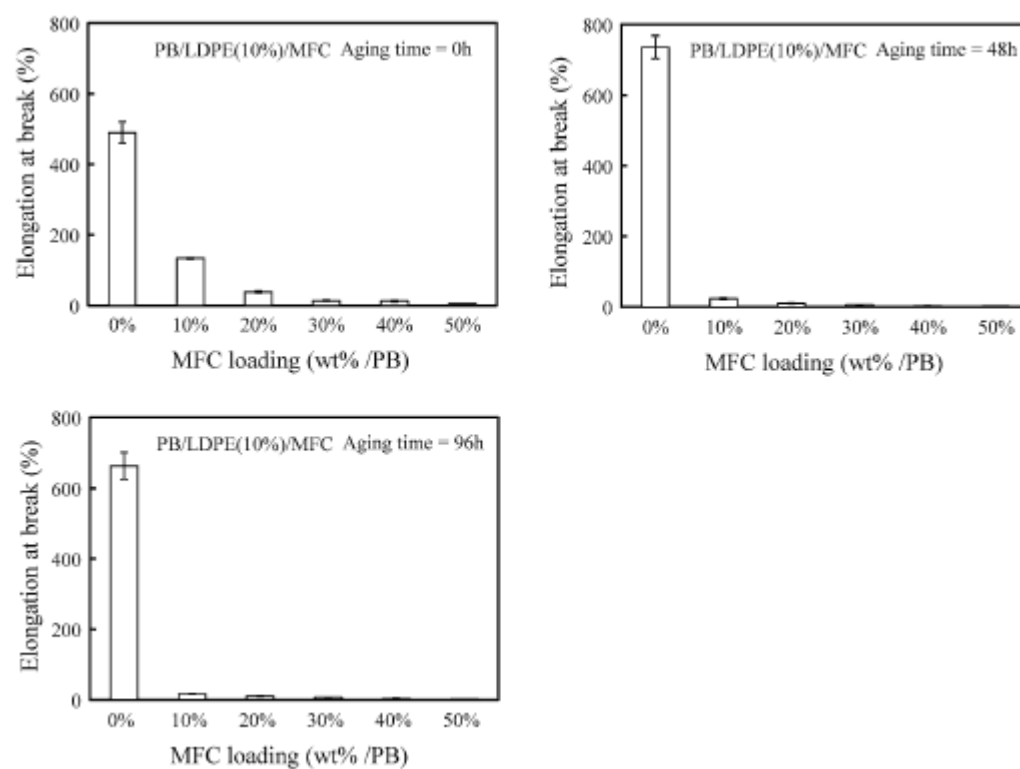 800
PB/LDPE(10%)/MFC Aging time = 0h
600
400
200
0
Elongation at break (%)
0% 10% 20% 30% 40% 50%
MFC loading (wt% /PB)
800
PB/LDPE(10%)/MFC Aging time = 48h
600
400
200
0
Elongation at break (%)
0% 10% 20% 30% 40% 50%
MFC loading (wt% /PB)
800
PB/LDPE(10%)/MFC Aging time = 96h
600
400
200
0
Elongation at break (%)
0% 10% 20% 30% 40% 50%
MFC loading (wt% /PB)